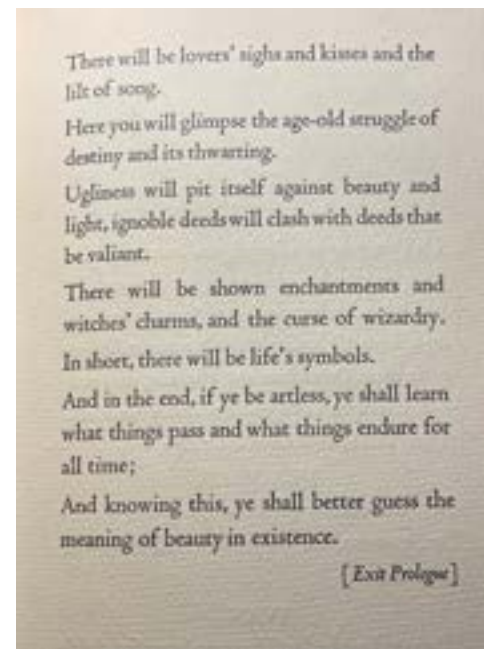 There will be lovers' sighs and kisses and the
lilt of song.
Here you will glimpse the age-old struggle of
destiny and its thwarting.
Ugliness will pit itself against beauty and
light, ignoble deeds will clash with deeds that
be valiant.
There will be shown enchantments and
witches' charms, and the curse of wizardry.
In short, there will be life's symbols.
And in the end, if ye be artless, ye shall learn
what things pass and what things endure for
all time;
And knowing this, ye shall better guess the
meaning of beauty in existence.
[Exit Prologue]